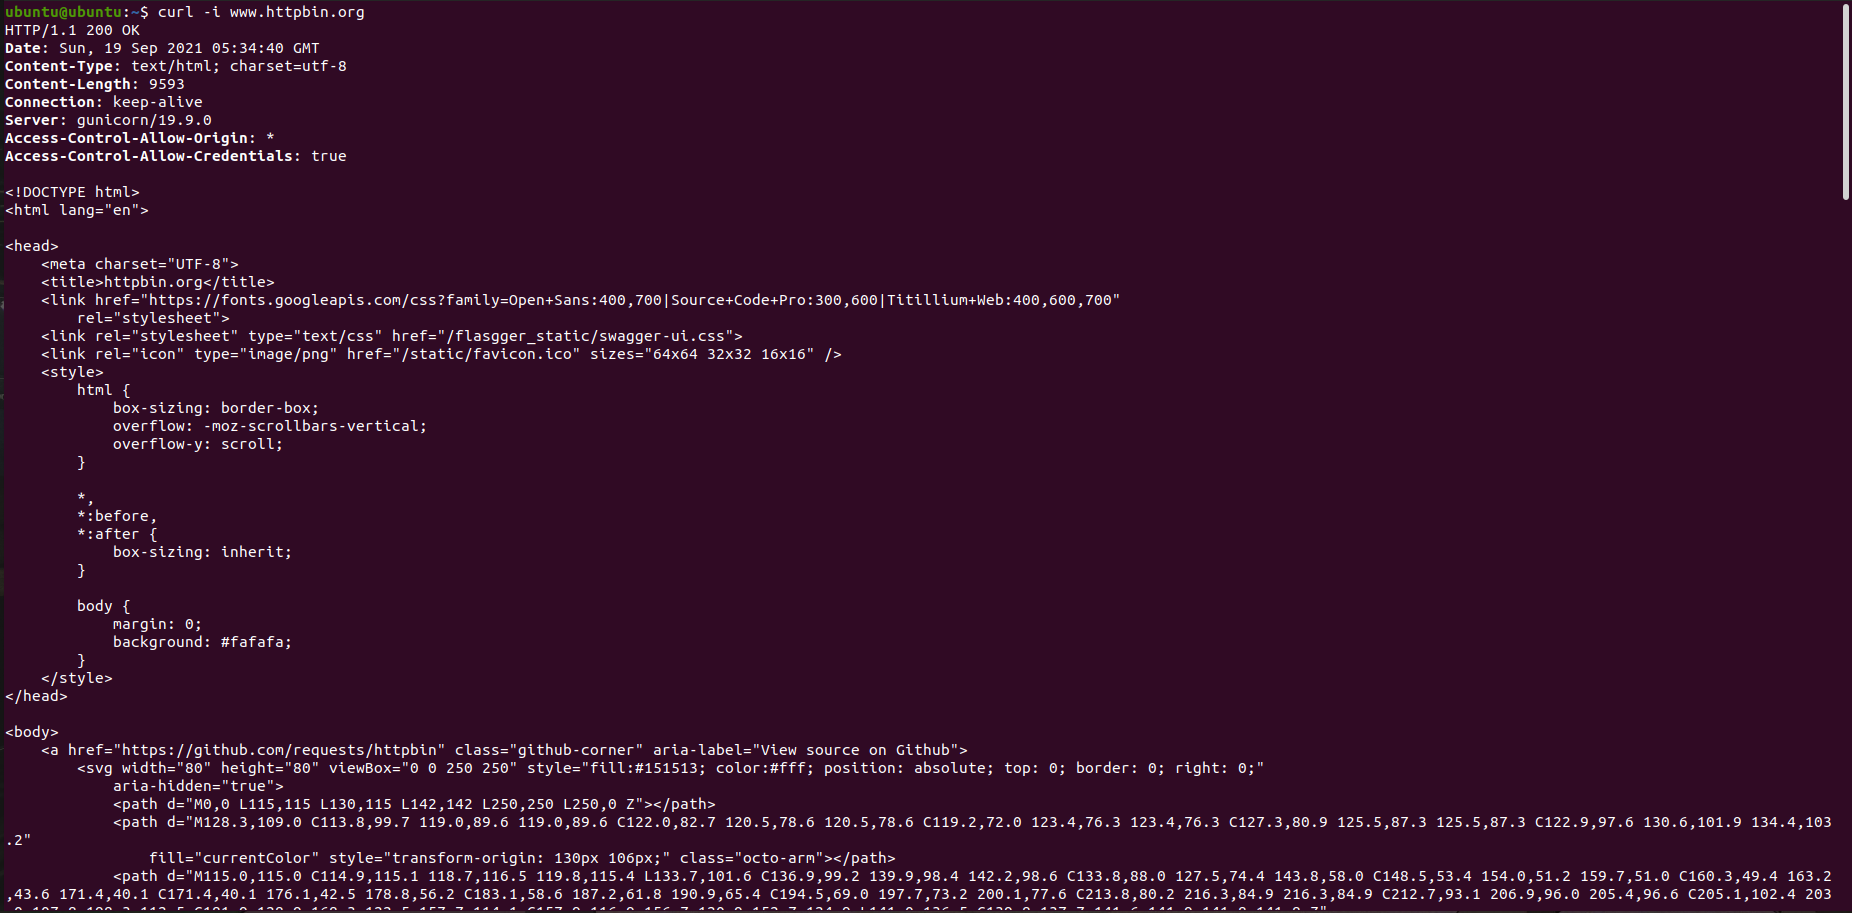 ubuntu@ubuntu:~$ curl -i www.httpbin.org
HTTP/1.1 200 OK
Date: Sun, 19 Sep 2021 05:34:40 GMT
Content-Type: text/html; charset=utf-8
Content-Length: 9593
Connection: keep-alive
Server: gunicorn/19.9.0
Access-Control-Allow-Origin: *
Access-Control-Allow-Credentials: true

<!DOCTYPE html>
<html lang="en">

<head>
    <meta charset="UTF-8">
    <title>httpbin.org</title>
    <link href="https://fonts.googleapis.com/css?family=Open+Sans:400,700|Source+Code+Pro:300,600|Titillium+Web:400,600,700"
        rel="stylesheet">
    <link rel="stylesheet" type="text/css" href="/flasgger_static/swagger-ui.css">
    <link rel="icon" type="image/png" href="/static/favicon.ico" sizes="64x64 32x32 16x16" />
    <style>
        html {
            box-sizing: border-box;
            overflow: -moz-scrollbars-vertical;
            overflow-y: scroll;
        }

        *,
        *:before,
        *:after {
            box-sizing: inherit;
        }

        body {
            margin: 0;
            background: #fafafa;
        }
    </style>
</head>

<body>
    <a href="https://github.com/requests/httpbin" class="github-corner" aria-label="View source on Github">
        <svg width="80" height="80" viewBox="0 0 250 250" style="fill:#151513; color:#fff; position: absolute; top: 0; border: 0; right: 0;"
            aria-hidden="true">
            <path d="M0,0 L115,115 L130,115 L142,142 L250,250 L250,0 Z"></path>
            <path d="M128.3,109.0 C113.8,99.7 119.0,89.6 119.0,89.6 C122.0,82.7 120.5,78.6 120.5,78.6 C119.2,72.0 123.4,76.3 123.4,76.3 C127.3,80.9 125.5,87.3 125.5,87.3 C122.9,97.6 130.6,101.9 134.4,103
.2"
                fill="currentColor" style="transform-origin: 130px 106px;" class="octo-arm"></path>
            <path d="M115.0,115.0 C114.9,115.1 118.7,116.5 119.8,115.4 L133.7,101.6 C136.9,99.2 139.9,98.4 142.2,98.6 C133.8,88.0 127.5,74.4 143.8,58.0 C148.5,53.4 154.0,51.2 159.7,51.0 C160.3,49.4 163.2
,43.6 171.4,40.1 C171.4,40.1 176.1,42.5 178.8,56.2 C183.1,58.6 187.2,61.8 190.9,65.4 C194.5,69.0 197.7,73.2 200.1,77.6 C213.8,80.2 216.3,84.9 216.3,84.9 C212.7,93.1 206.9,96.0 205.4,96.6 C205.1,102.4 203